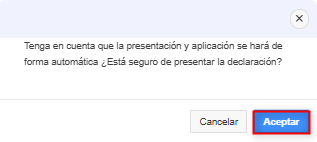 Tenga en cuenta que la presentación y aplicación se hará de
forma automática ¿Está seguro de presentar la declaración?
Cancelar
Aceptar